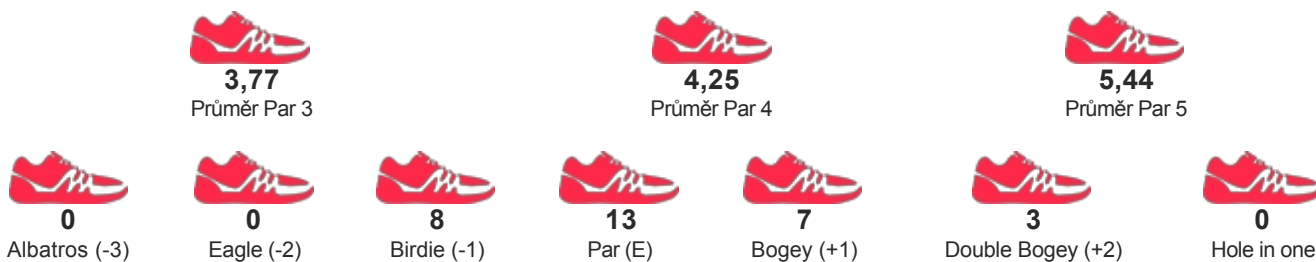 3,77 4,25 5,44
Průměr Par 3 Průměr Par 4 Průměr Par 5
0 0 8 13 7 3 0
Albatros (-3) Eagle (-2) Birdie (-1) Par (E) Bogey (+1) Double Bogey (+2) Hole in one